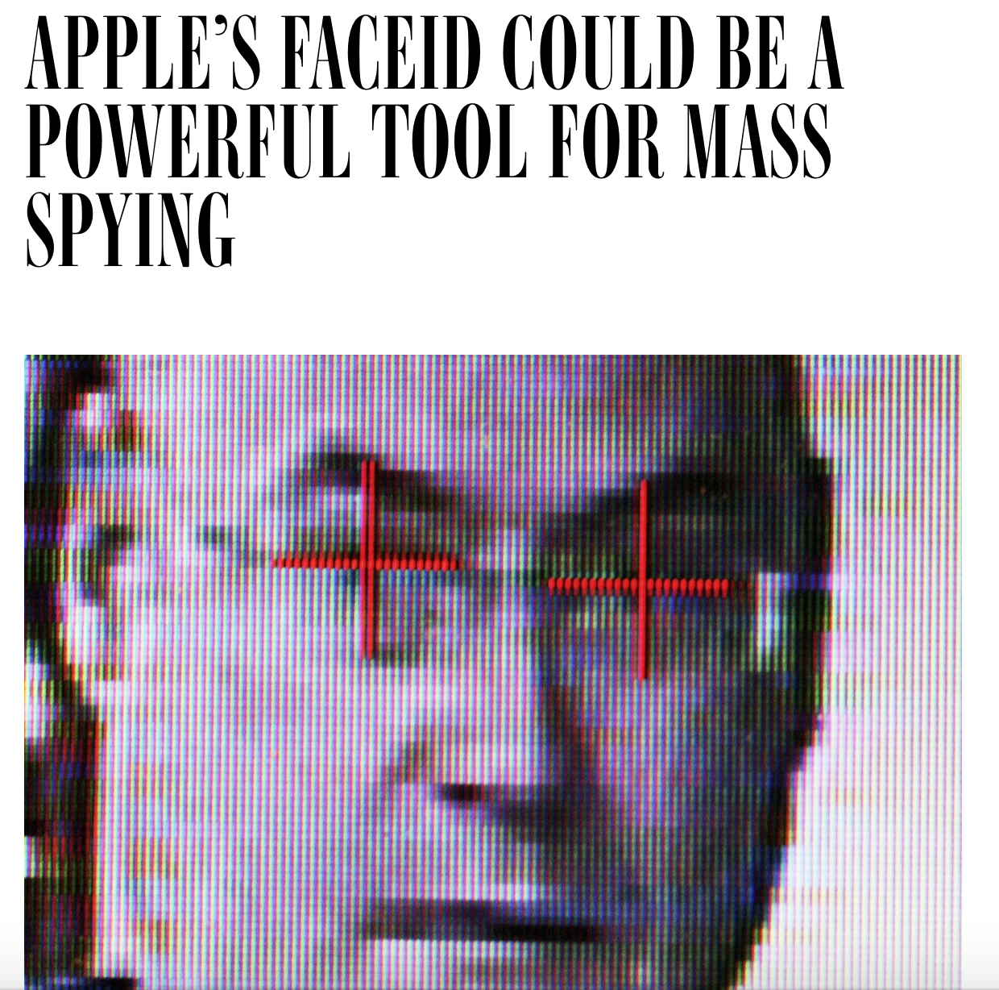 APPLE’S FACEID COULD BE A
POWERFUL TOOL FOR MASS
SPYING